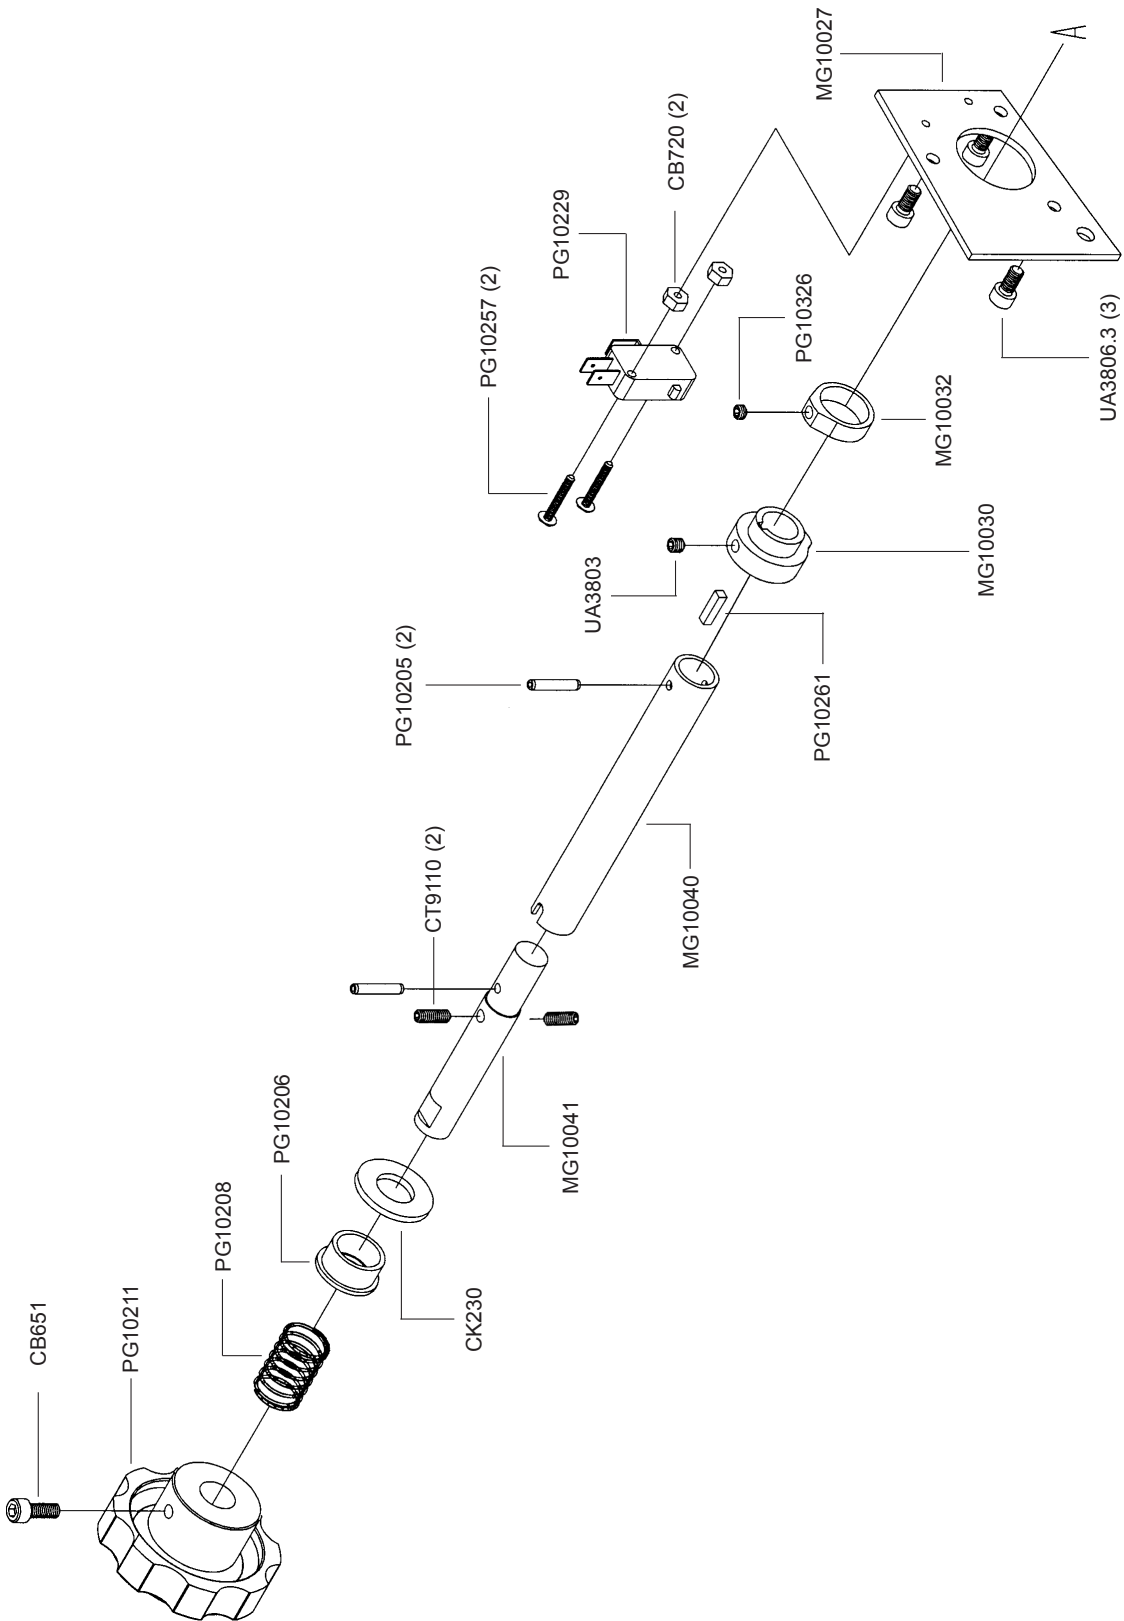 CB651
PG10211
PG10208
PG10206
CK230
MG10041
CT9110 (2)
MG10040
PG10205 (2)
PG10261
UA3803
MG10030
PG10257 (2)
PG10229
CB720 (2)
PG10326
MG10032
UA3806.3 (3)
MG10027
A